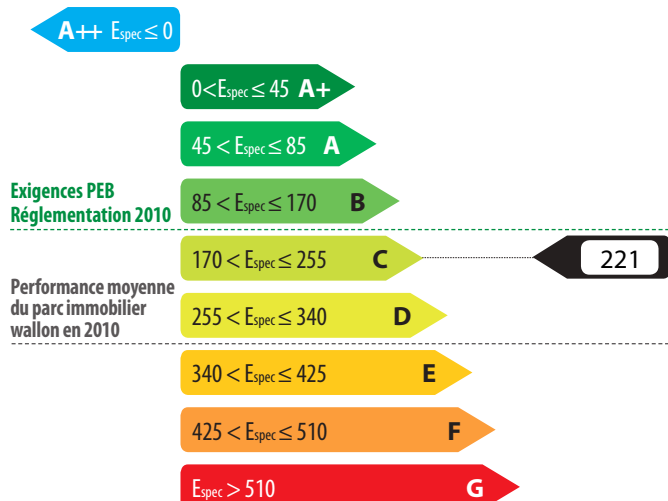 A++ Espec ≤ 0
0<Espec ≤ 45 A+
45 < Espec ≤ 85 A
Exigences PEB
Réglementation 2010
85 < Espec ≤ 170 B
170 < Espec ≤ 255 C
221
Performance moyenne
du parc immobilier
wallon en 2010
255 < Espec ≤ 340 D
340 < Espec ≤ 425 E
425 < Espec ≤ 510 F
Espec > 510 G